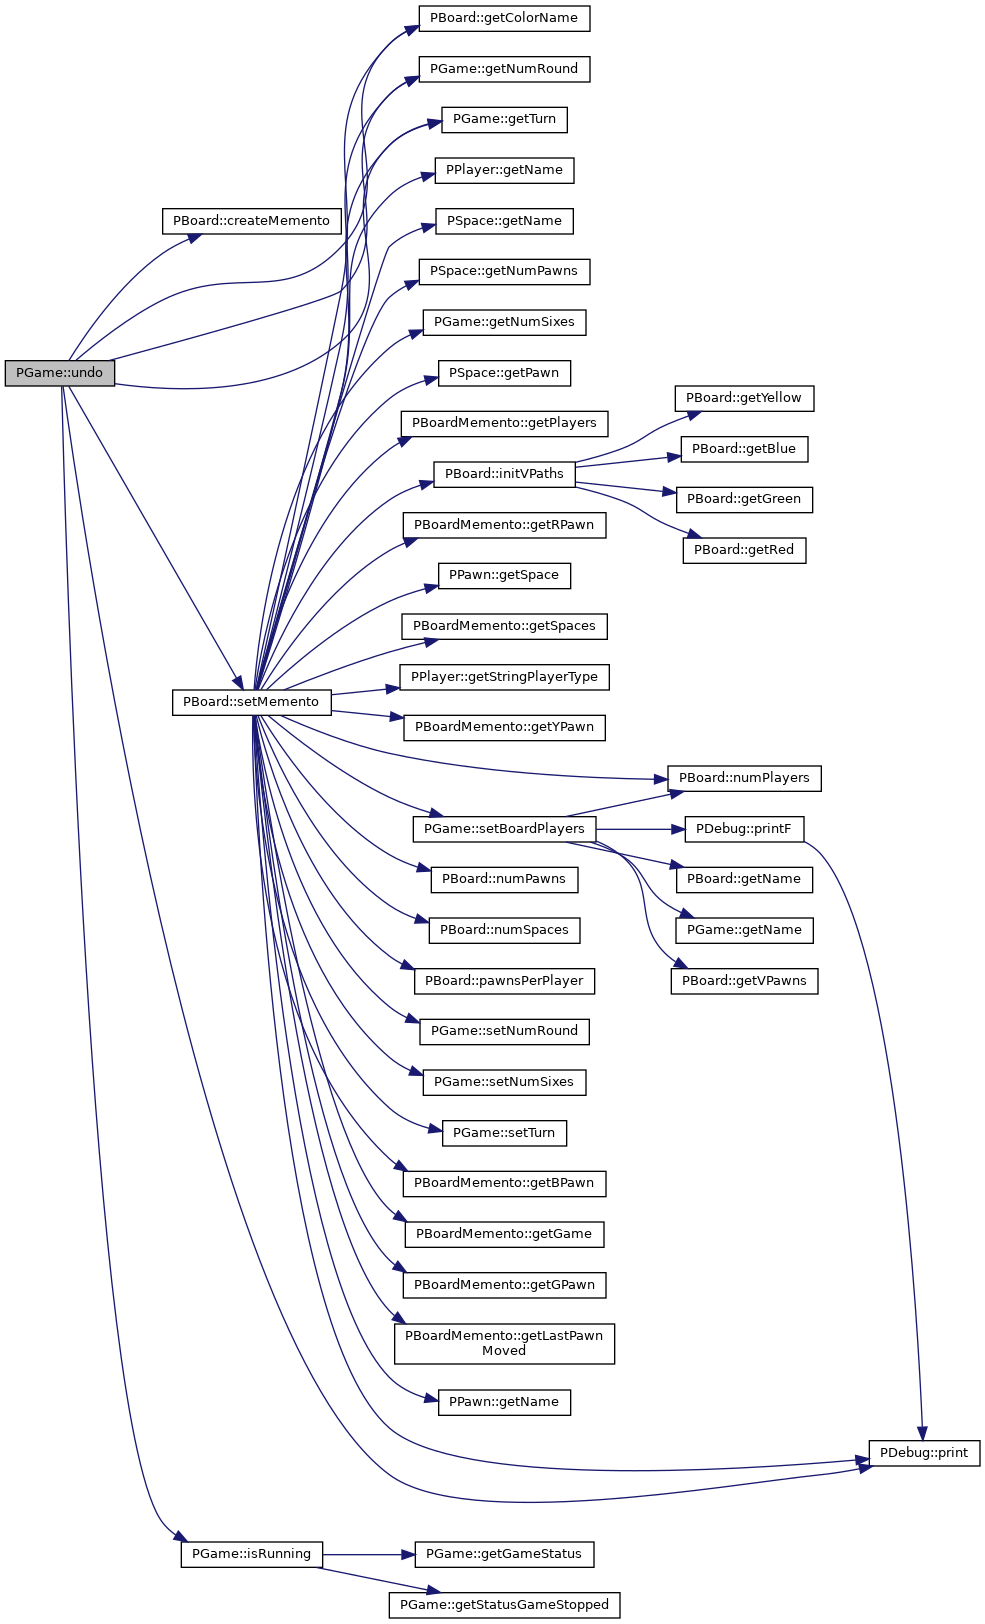 PBoard::getColorName
PGame::getNumRound
PGame::getTurn
PPlayer::getName
PBoard::createMemento
PSpace::getName
PSpace::getNumPawns
PGame::getNumSixes
PGame::undo
PSpace::getPawn
PBoard::getYellow
PBoardMemento::getPlayers
PBoard::getBlue
PBoard::initVPaths
PBoard::getGreen
PBoardMemento::getRPawn
PBoard::getRed
PPawn::getSpace
PBoardMemento::getSpaces
PPlayer::getStringPlayerType
PBoard::setMemento
PBoardMemento::getYPawn
PBoard::numPlayers
PGame::setBoardPlayers
PDebug::printF
PBoard::numPawns
PBoard::getName
PBoard::numSpaces
PGame::getName
PBoard::pawnsPerPlayer
PBoard::getVPawns
PGame::setNumRound
PGame::setNumSixes
PGame::setTurn
PBoardMemento::getBPawn
PBoardMemento::getGame
PBoardMemento::getGPawn
PBoardMemento::getLastPawn
Moved
PPawn::getName
PDebug::print
PGame::isRunning
PGame::getGameStatus
PGame::getStatusGameStopped